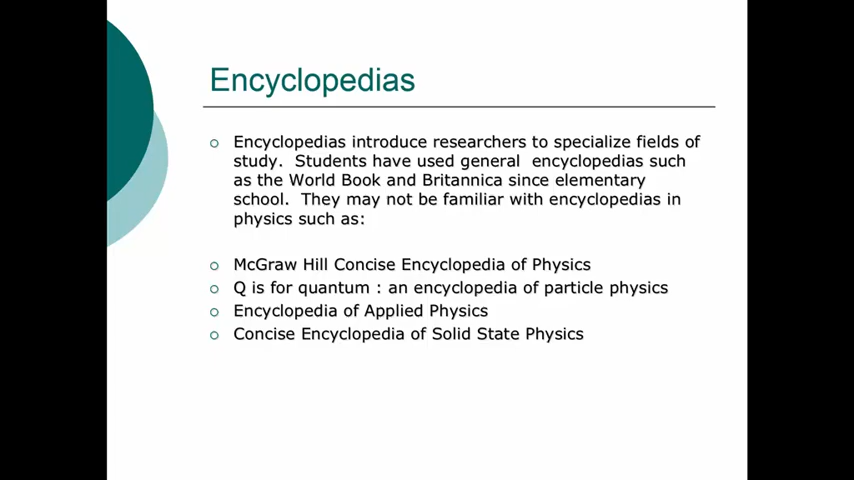 Encyclopedias
Encyclopedias introduce researchers to specialize fields of
study. Students have used general encyclopedias such
as the World Book and Britannica since elementary
school. They may not be familiar with encyclopedias in
physics such as:
McGraw Hill Concise Encyclopedia of Physics
Q is for quantum : an encyclopedia of particle physics
Encyclopedia of Applied Physics
Concise Encyclopedia of Solid State Physics